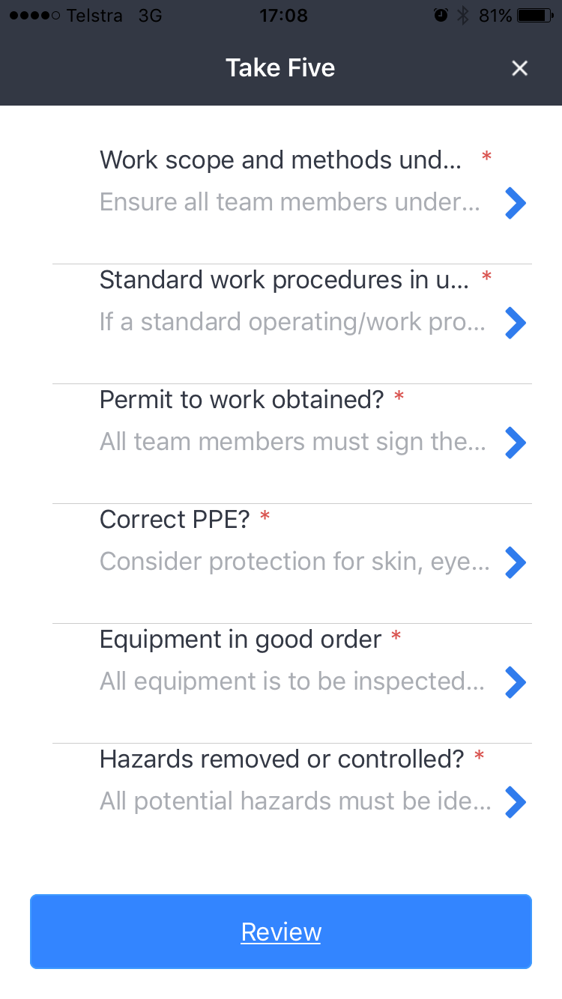 Telstra 3G 17:08 81%
Take Five
Work scope and methods und... *
Ensure all team members under...
Standard work procedures in u... *
If a standard operating/work pro...
Permit to work obtained? *
All team members must sign the...
Correct PPE? *
Consider protection for skin, eye...
Equipment in good order *
All equipment is to be inspected...
Hazards removed or controlled? *
All potential hazards must be ide...
Review